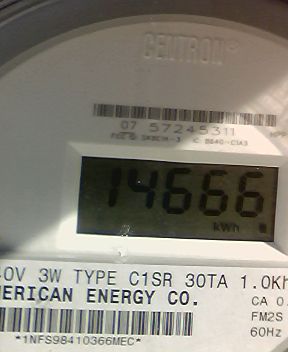 CENTRON®
07 57245311
14666
kWh
0V 3W TYPE C1SR 30TA 1.0Kh
MERICAN ENERGY CO.
CA 0.
FM2S
60Hz
*1NFS98410366MEC*